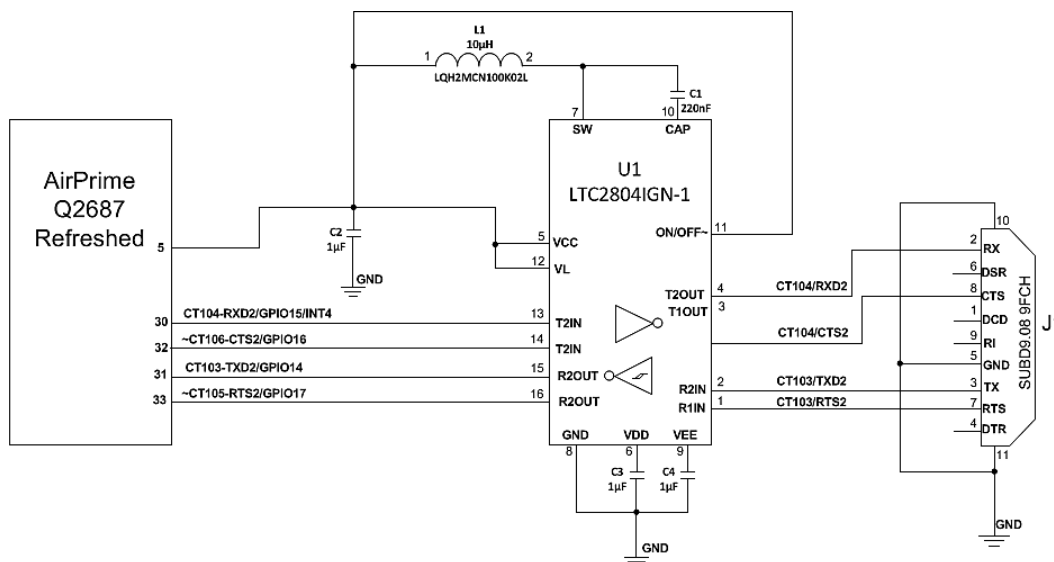 L1
10µH
1
2
LQH2MCN100K02L
C1
220nF
7
10
SW
CAP
AirPrime
Q2687
Refreshed
5
U1
LTC2804IGN-1
C2
1µF
GND
5
VCC
12
VL
ON/OFF~
11
10
2
RX
6
DSR
8
CTS
1
DCD
9
RI
5
GND
3
TX
7
RTS
4
DTR
11
SUBD9.08 9FCH
T2OUT
4
CT104/RXD2
T1OUT
3
CT104/CTS2
30
CT104-RXD2/GPIO15/INT4
13
T2IN
32
~CT106-CTS2/GPIO16
14
T2IN
31
CT103-TXD2/GPIO14
15
R2OUT
33
~CT105-RTS2/GPIO17
16
R2OUT
R2IN
2
CT103/TXD2
R1IN
1
CT103/RTS2
GND
VDD
VEE
8
6
9
C3
1µF
C4
1µF
GND
GND